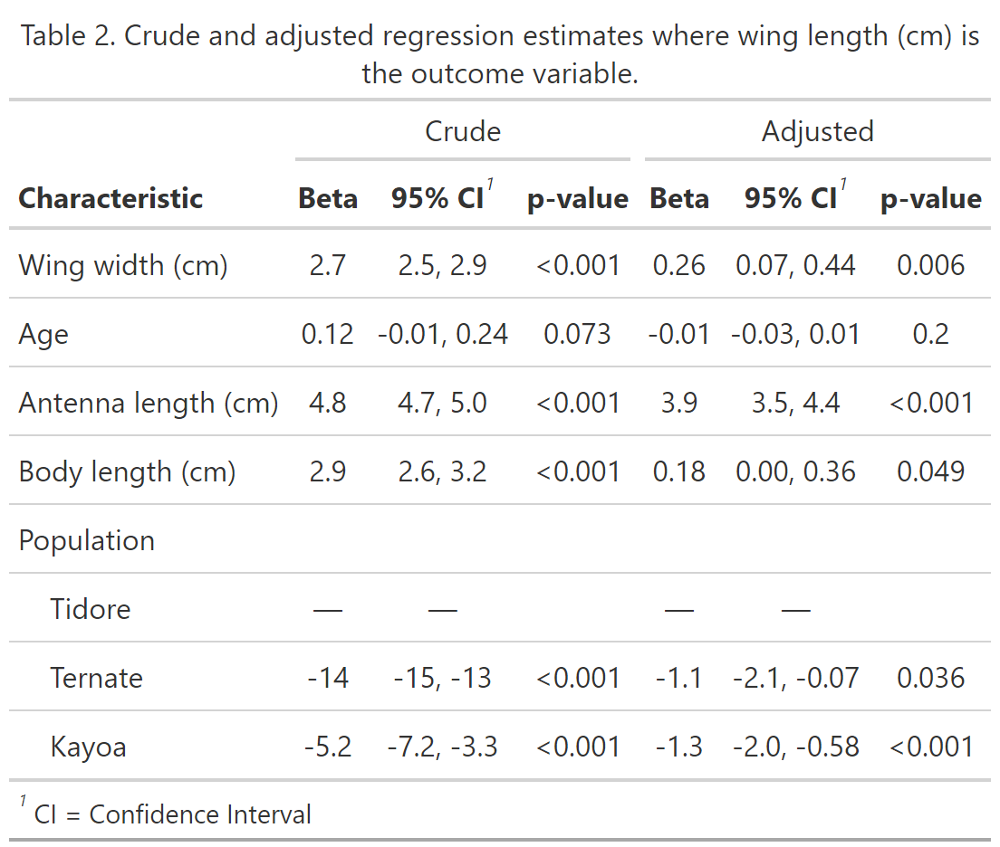 Table 2. Crude and adjusted regression estimates where wing length (cm) is
the outcome variable.
Crude Adjusted
Characteristic Beta 95% CI1 p-value Beta 95% CI1 p-value
Wing width (cm) 2.7 2.5, 2.9 <0.001 0.26 0.07, 0.44 0.006
Age 0.12 -0.01, 0.24 0.073 -0.01 -0.03, 0.01 0.2
Antenna length (cm) 4.8 4.7, 5.0 <0.001 3.9 3.5, 4.4 <0.001
Body length (cm) 2.9 2.6, 3.2 <0.001 0.18 0.00, 0.36 0.049
Population
Tidore — — — —
Ternate -14 -15, -13 <0.001 -1.1 -2.1, -0.07 0.036
Kayoa -5.2 -7.2, -3.3 <0.001 -1.3 -2.0, -0.58 <0.001
1 CI = Confidence Interval